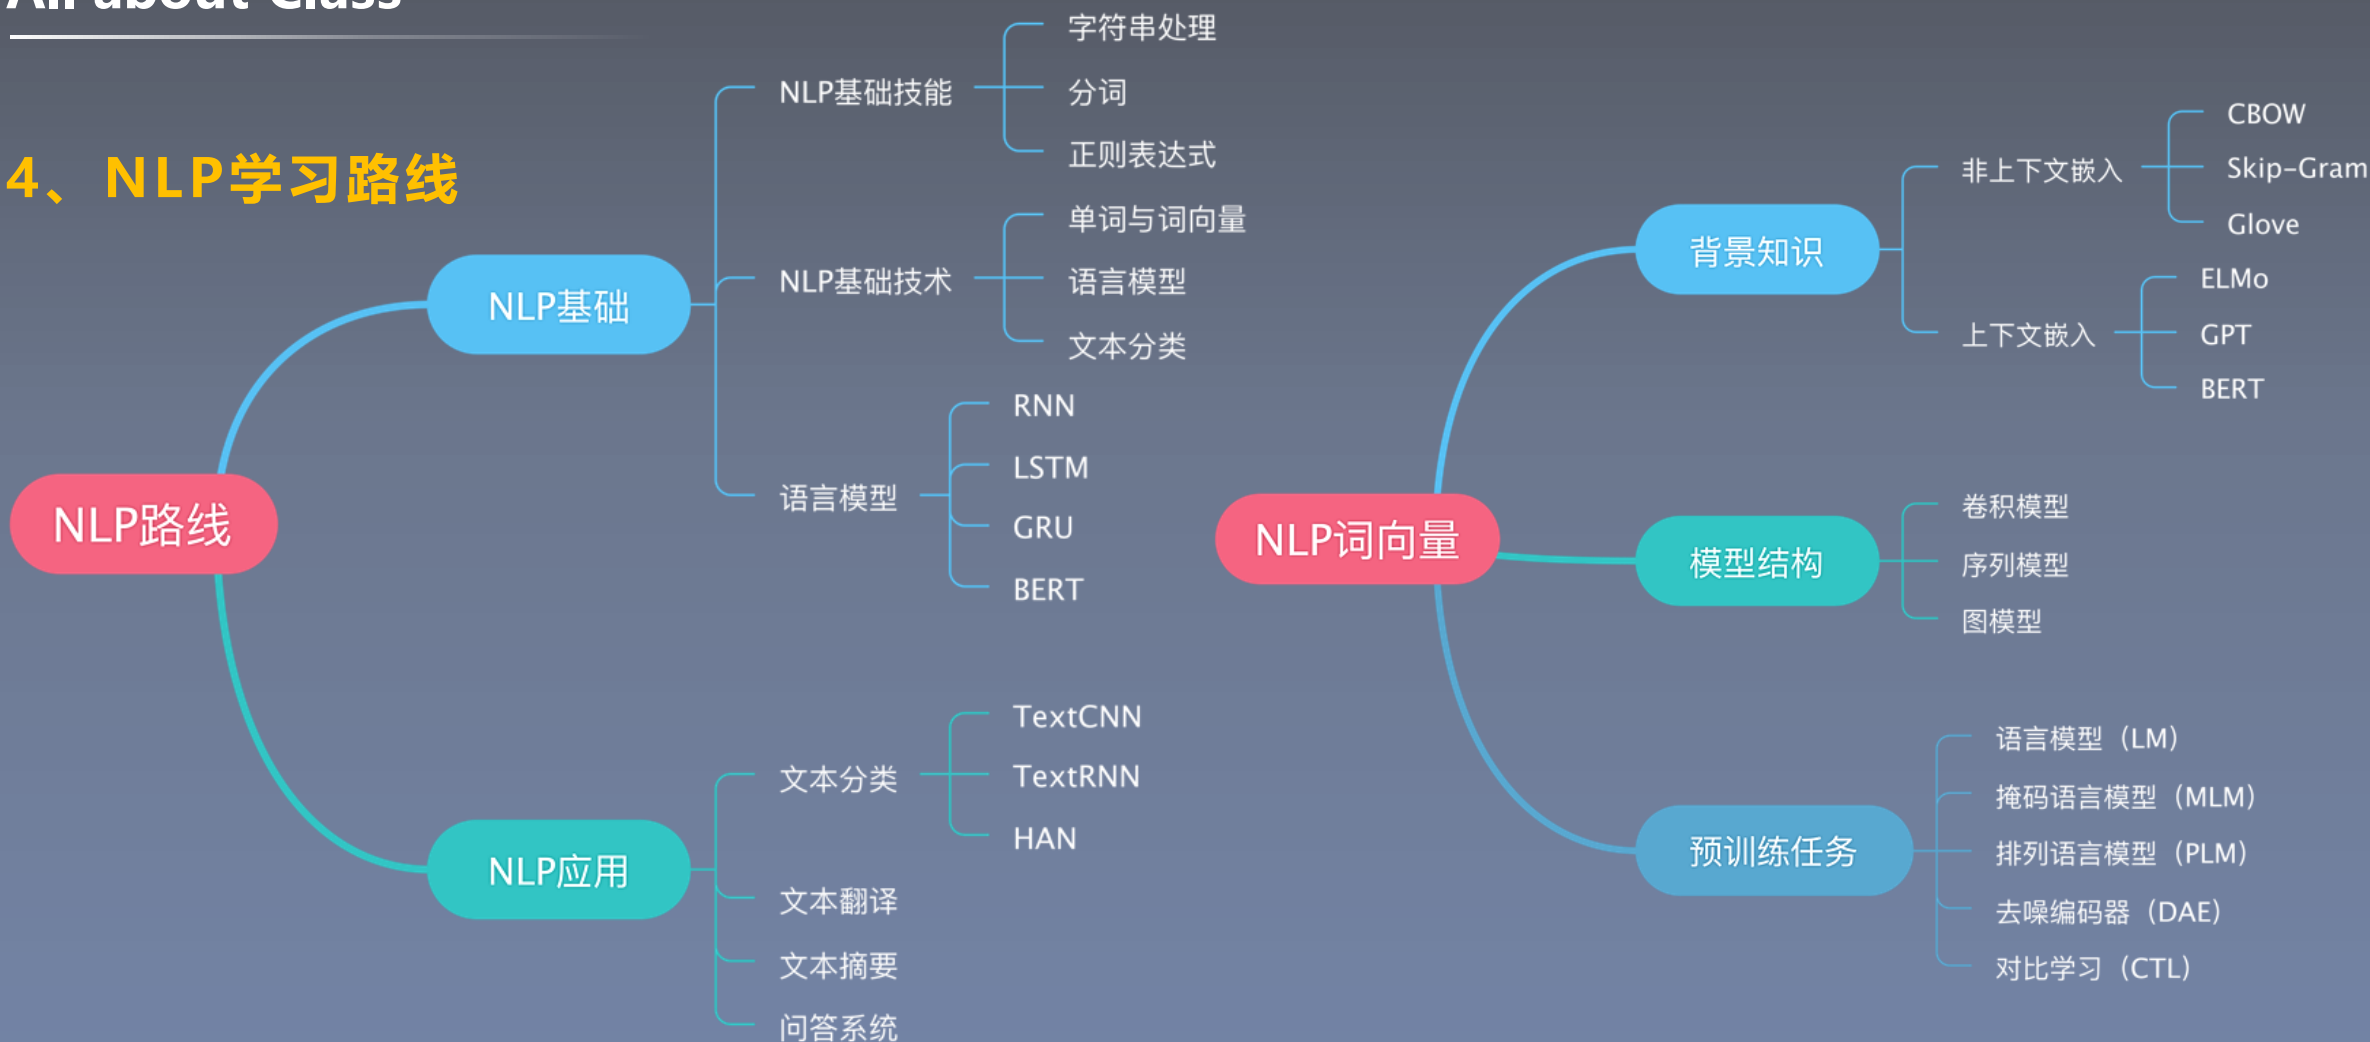 All about Class
4、NLP学习路线
NLP路线
NLP基础
NLP基础技能
字符串处理
分词
正则表达式
NLP基础技术
单词与词向量
语言模型
文本分类
语言模型
RNN
LSTM
GRU
BERT
NLP应用
文本分类
TextCNN
TextRNN
HAN
文本翻译
文本摘要
问答系统
NLP词向量
背景知识
非上下文嵌入
CBOW
Skip-Gram
Glove
上下文嵌入
ELMo
GPT
BERT
模型结构
卷积模型
序列模型
图模型
预训练任务
语言模型（LM）
掩码语言模型（MLM）
排列语言模型（PLM）
去噪编码器（DAE）
对比学习（CTL）